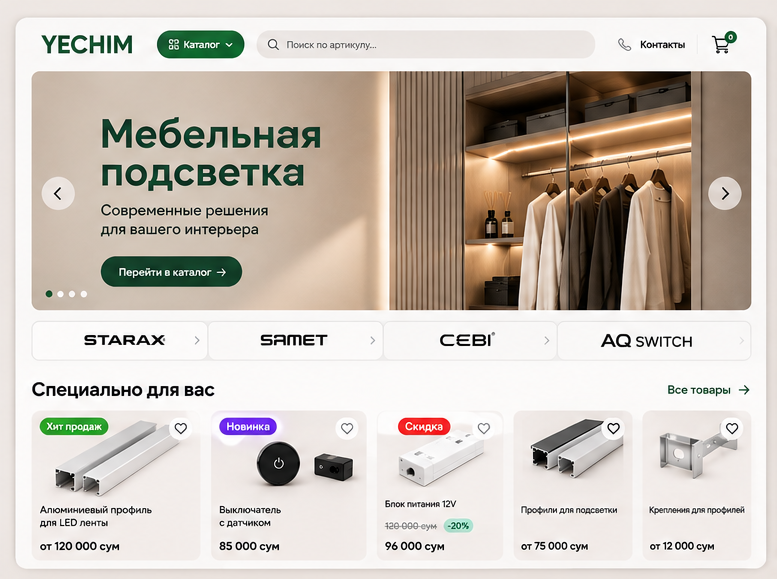 YECHIM
Каталог
Поиск по артикулу...
Контакты
0
Мебельная
подсветка
Современные решения
для вашего интерьера
Перейти в каталог →
STARAX
SAMET
CEBI®
AQ SWITCH
Специально для вас
Все товары →
Хит продаж
Алюминиевый профиль
для LED ленты
от 120 000 сум
Новинка
Выключатель
с датчиком
85 000 сум
Скидка
Блок питания 12V
120 000 сум -20%
96 000 сум
Профили для подсветки
от 75 000 сум
Крепления для профилей
от 12 000 сум